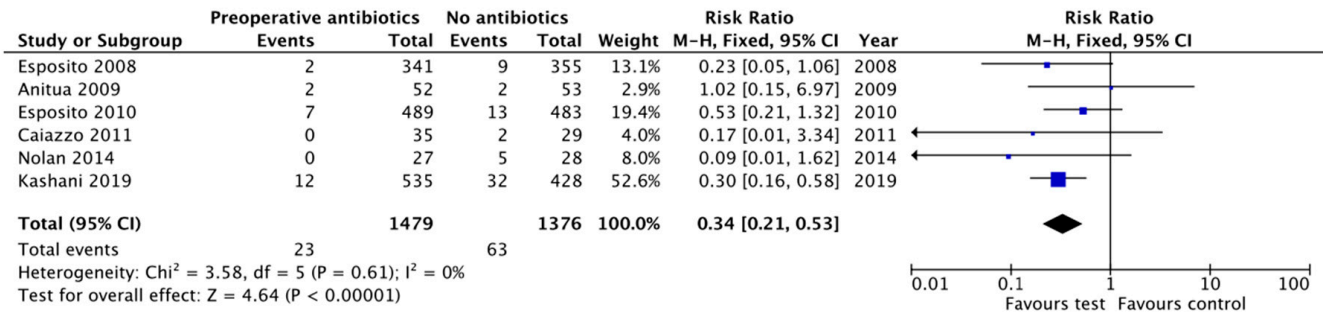 Preoperative antibiotics No antibiotics Risk Ratio Risk Ratio
Study or Subgroup Events Total Events Total Weight M-H, Fixed, 95% CI Year M-H, Fixed, 95% CI
Esposito 2008 2 341 9 355 13.1% 0.23 [0.05, 1.06] 2008
Anitua 2009 2 52 2 53 2.9% 1.02 [0.15, 6.97] 2009
Esposito 2010 7 489 13 483 19.4% 0.53 [0.21, 1.32] 2010
Caiazzo 2011 0 35 2 29 4.0% 0.17 [0.01, 3.34] 2011
Nolan 2014 0 27 5 28 8.0% 0.09 [0.01, 1.62] 2014
Kashani 2019 12 535 32 428 52.6% 0.30 [0.16, 0.58] 2019
Total (95% CI) 1479 1376 100.0% 0.34 [0.21, 0.53]
Total events 23 63
Heterogeneity: Chi² = 3.58, df = 5 (P = 0.61); I² = 0%
Test for overall effect: Z = 4.64 (P < 0.00001)
0.01 0.1 1 10 100
Favours test Favours control